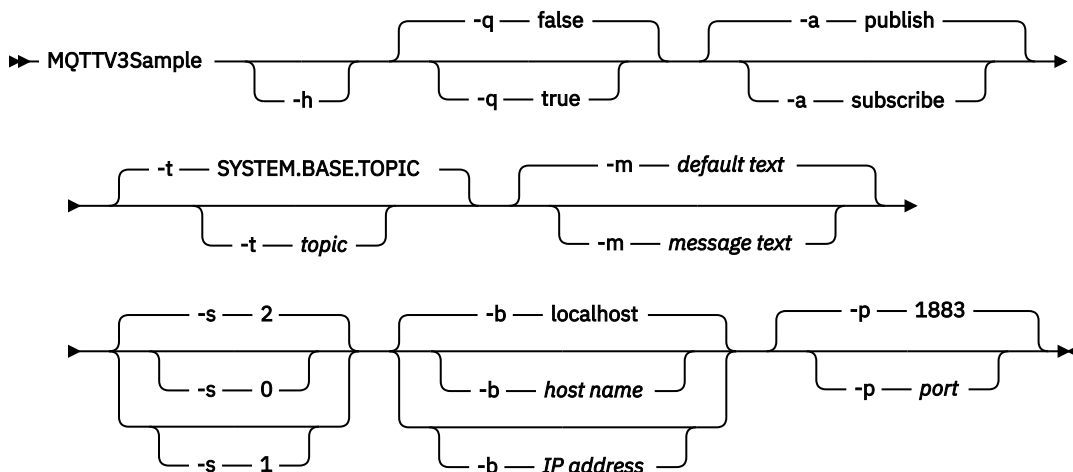 -q — false -a — publish
MQTTV3Sample
-h -q — true -a — subscribe
-t — SYSTEM.BASE.TOPIC -m — default text
-t — topic -m — message text
-s — 2 -b — localhost -p — 1883
-s — 0 -b — host name -p — port
-s — 1 -b — IP address